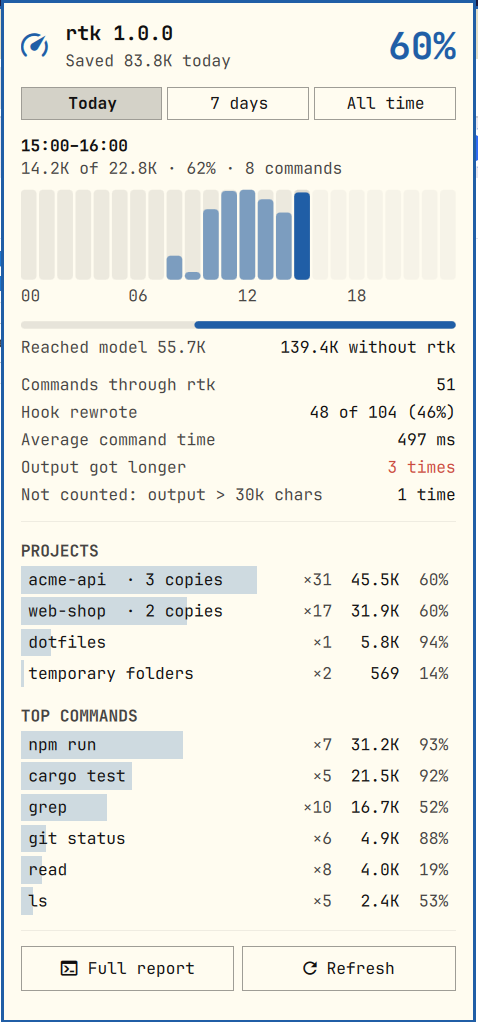 rtk 1.0.0
Saved 83.8K today
60%
Today 7 days All time
15:00–16:00
14.2K of 22.8K · 62% · 8 commands
00 06 12 18
Reached model 55.7K 139.4K without rtk
Commands through rtk 51
Hook rewrote 48 of 104 (46%)
Average command time 497 ms
Output got longer 3 times
Not counted: output > 30k chars 1 time
PROJECTS
acme-api · 3 copies ×31 45.5K 60%
web-shop · 2 copies ×17 31.9K 60%
dotfiles ×1 5.8K 94%
temporary folders ×2 569 14%
TOP COMMANDS
npm run ×7 31.2K 93%
cargo test ×5 21.5K 92%
grep ×10 16.7K 52%
git status ×6 4.9K 88%
read ×8 4.0K 19%
ls ×5 2.4K 53%
Full report Refresh